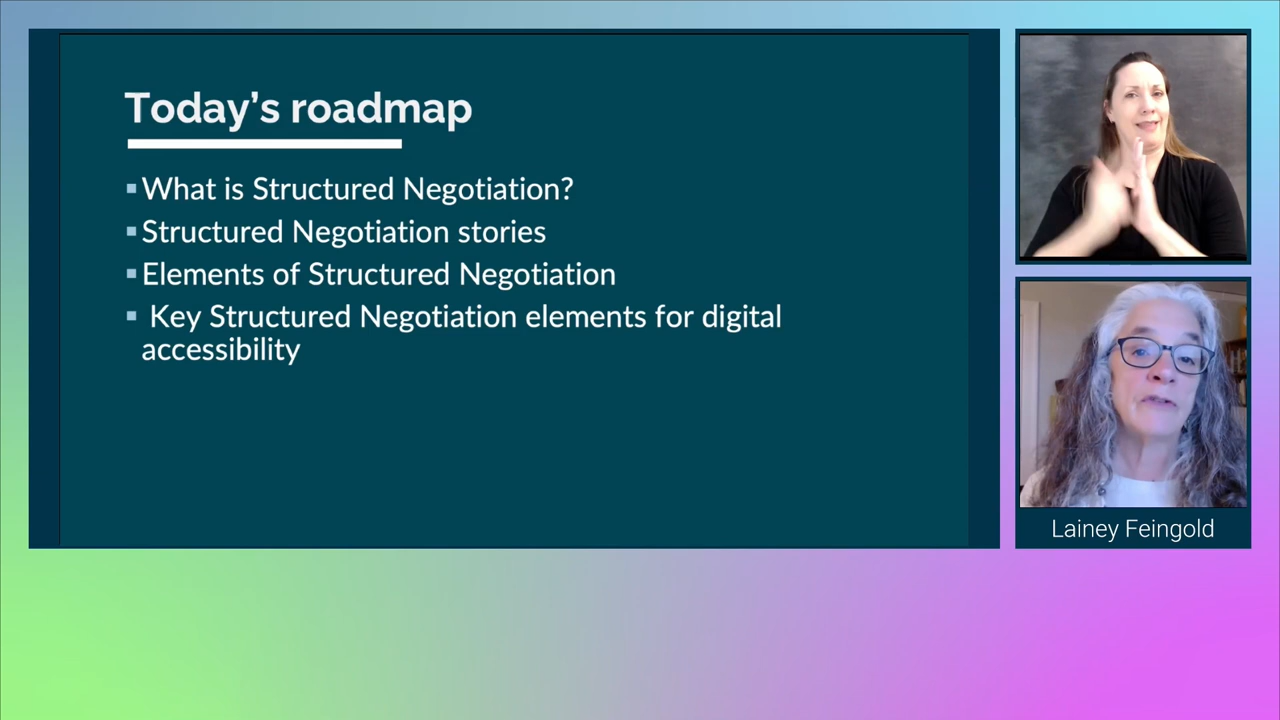 Today's roadmap
▪What is Structured Negotiation?
▪Structured Negotiation stories
▪Elements of Structured Negotiation
▪ Key Structured Negotiation elements for digital
accessibility
Lainey Feingold